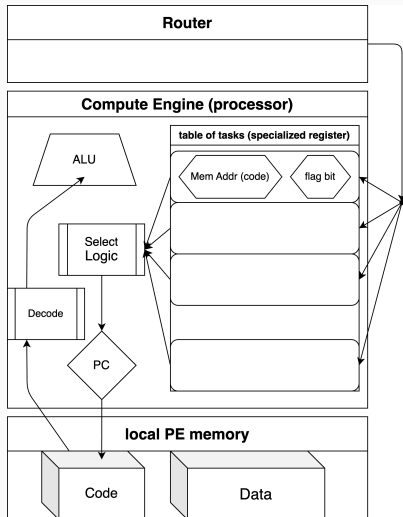 Router
Compute Engine (processor)
table of tasks (specialized register)
ALU
Mem Addr (code)
flag bit
Select
Logic
Decode
PC
local PE memory
Code
Data